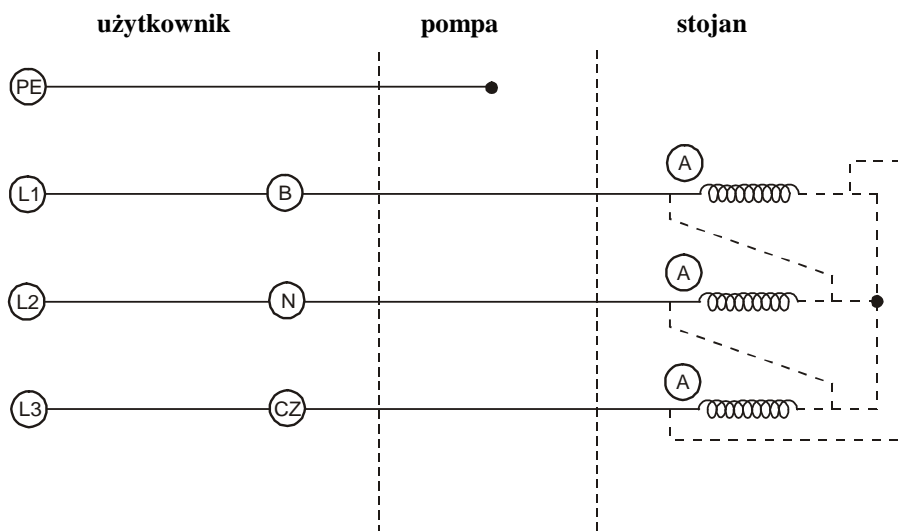 użytkownik pompa stojan
PE
A
L1 B
A
L2 N
A
L3 CZ